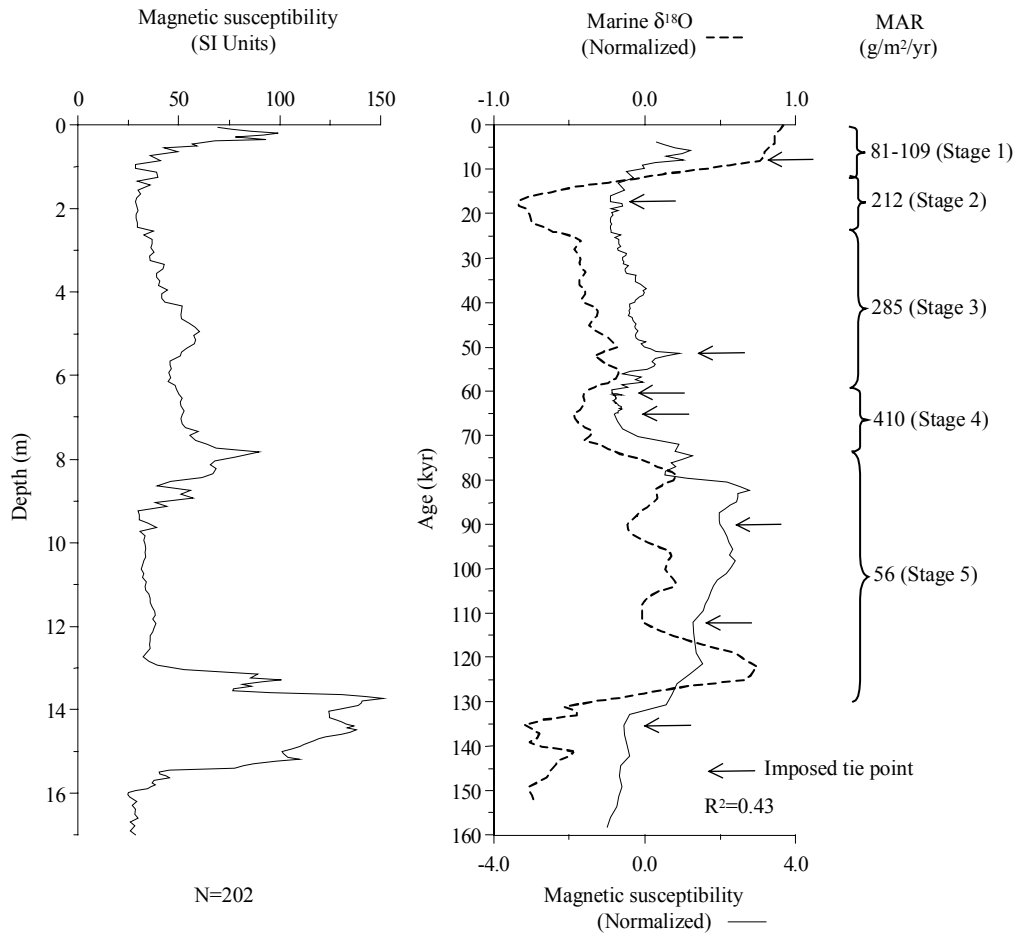 Magnetic susceptibility
(SI Units)
0 50 100 150
0
2
4
6
8
10
12
14
16
Depth (m)
N=202
Marine δ¹⁸O
(Normalized)
-1.0 0.0 1.0
0
10
20
30
40
50
60
70
80
90
100
110
120
130
140
150
160
Age (kyr)
Imposed tie point
R²=0.43
-4.0 0.0 4.0
Magnetic susceptibility
(Normalized)
MAR
(g/m²/yr)
81-109 (Stage 1)
212 (Stage 2)
285 (Stage 3)
410 (Stage 4)
56 (Stage 5)